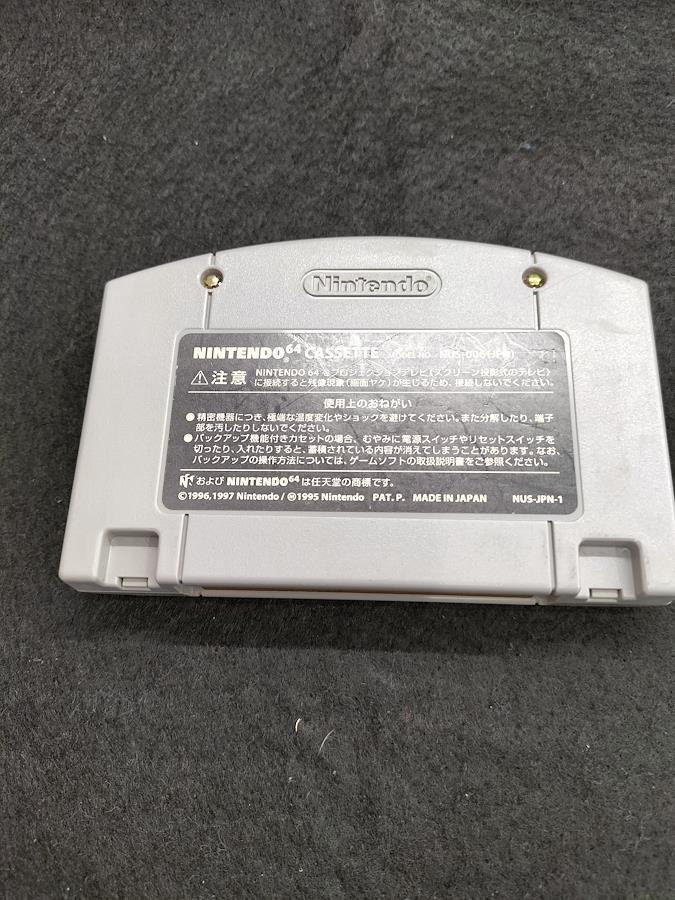 Nintendo®
NINTENDO64 CASSETTE MODEL NO. NUS-006(JPN)
⚠注意 NINTENDO 64をプロジェクションテレビ(スクリーン投影式のテレビ)
に接続すると残像現象(画面ヤケ)が生じるため、接続しないでください。
使用上のおねがい
●精密機器につき、極端な温度変化やショックを避けてください。また分解したり、端子
部を汚したりしないでください。
●バックアップ機能付きカセットの場合、むやみに電源スイッチやリセットスイッチを
切ったり、入れたりすると、蓄積されている内容が消えてしまうことがあります。なお、
バックアップの操作方法については、ゲームソフトの取扱説明書をご参照ください。
および NINTENDO64は任天堂の商標です。
©1996,1997 Nintendo/Ⓜ1995 Nintendo PAT. P. MADE IN JAPAN NUS-JPN-1